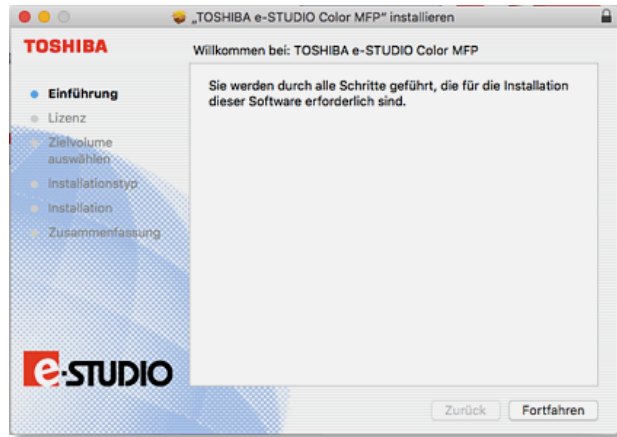 „TOSHIBA e-STUDIO Color MFP“ installieren
TOSHIBA
Willkommen bei: TOSHIBA e-STUDIO Color MFP
Einführung
Lizenz
Zielvolume
auswählen
Installationstyp
Installation
Zusammenfassung
Sie werden durch alle Schritte geführt, die für die Installation
dieser Software erforderlich sind.
e-STUDIO
Zurück
Fortfahren